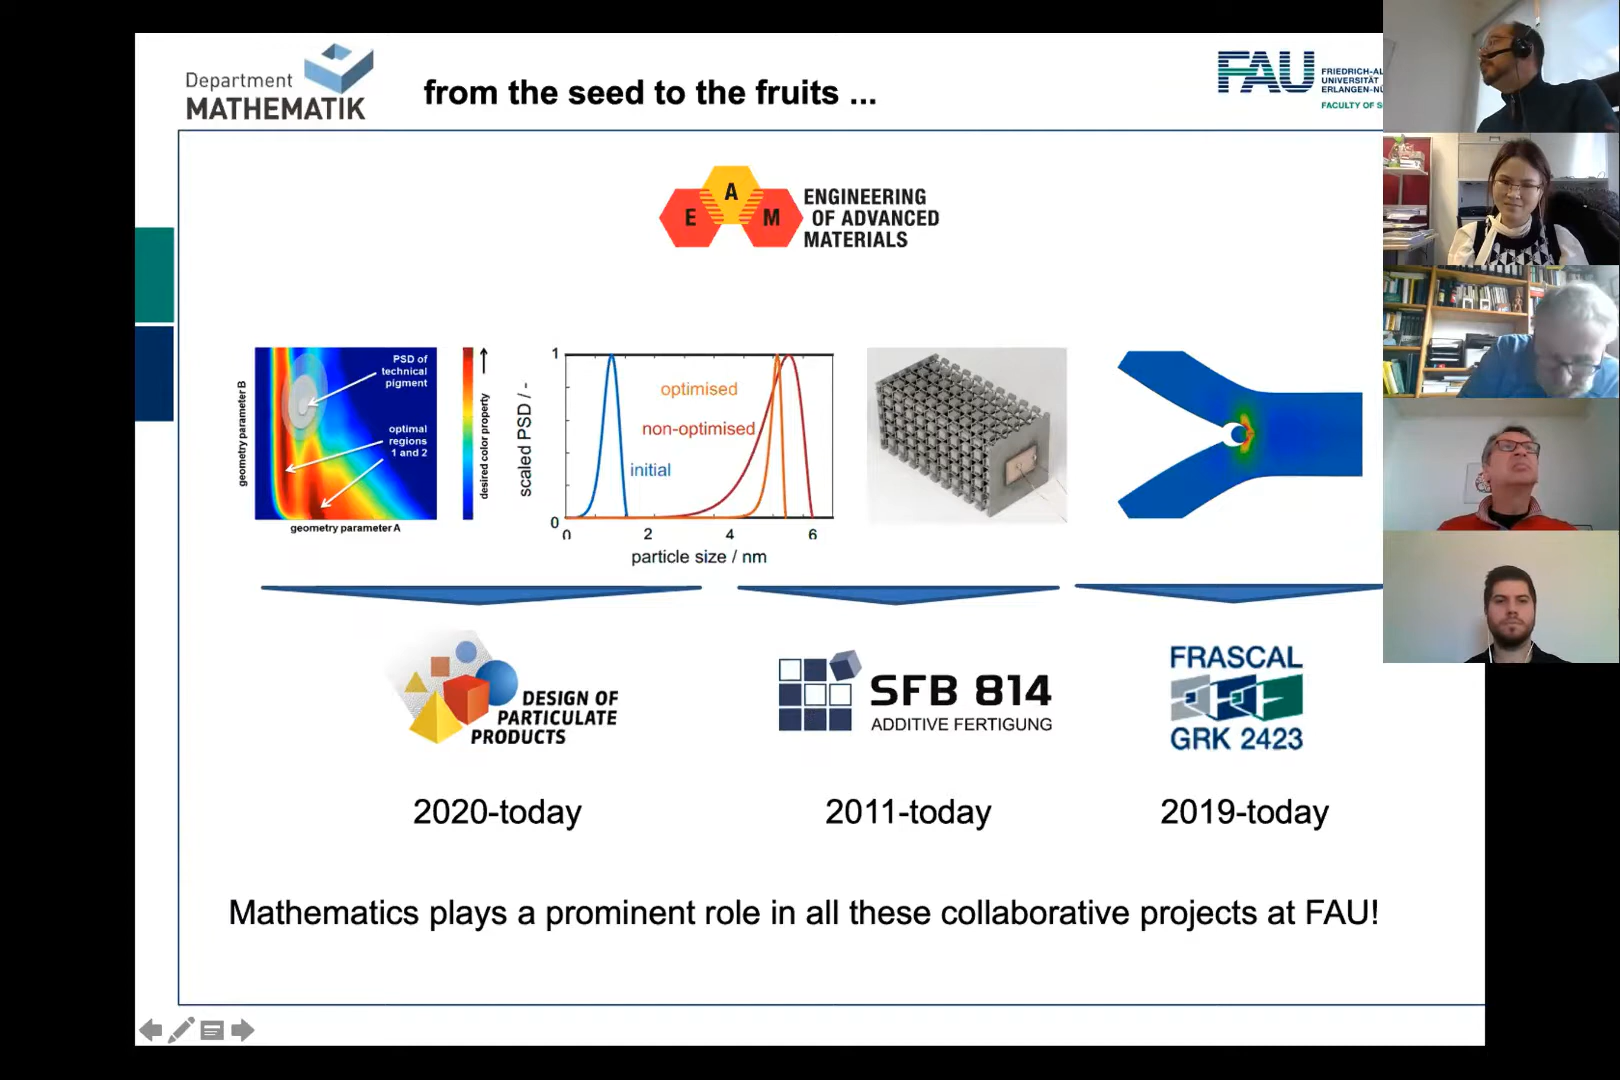 Department
MATHEMATIK
from the seed to the fruits ...
FAU
FRIEDRICH-AL
UNIVERSITÄT
ERLANGEN-NÜ
FACULTY OF S
E A M
ENGINEERING
OF ADVANCED
MATERIALS
geometry parameter B
PSD of
technical
pigment
optimal
regions
1 and 2
geometry parameter A
desired color property
scaled PSD / -
1
0
optimised
non-optimised
initial
0 2 4 6
particle size / nm
DESIGN OF
PARTICULATE
PRODUCTS
SFB 814
ADDITIVE FERTIGUNG
FRASCAL
GRK 2423
2020-today
2011-today
2019-today
Mathematics plays a prominent role in all these collaborative projects at FAU!